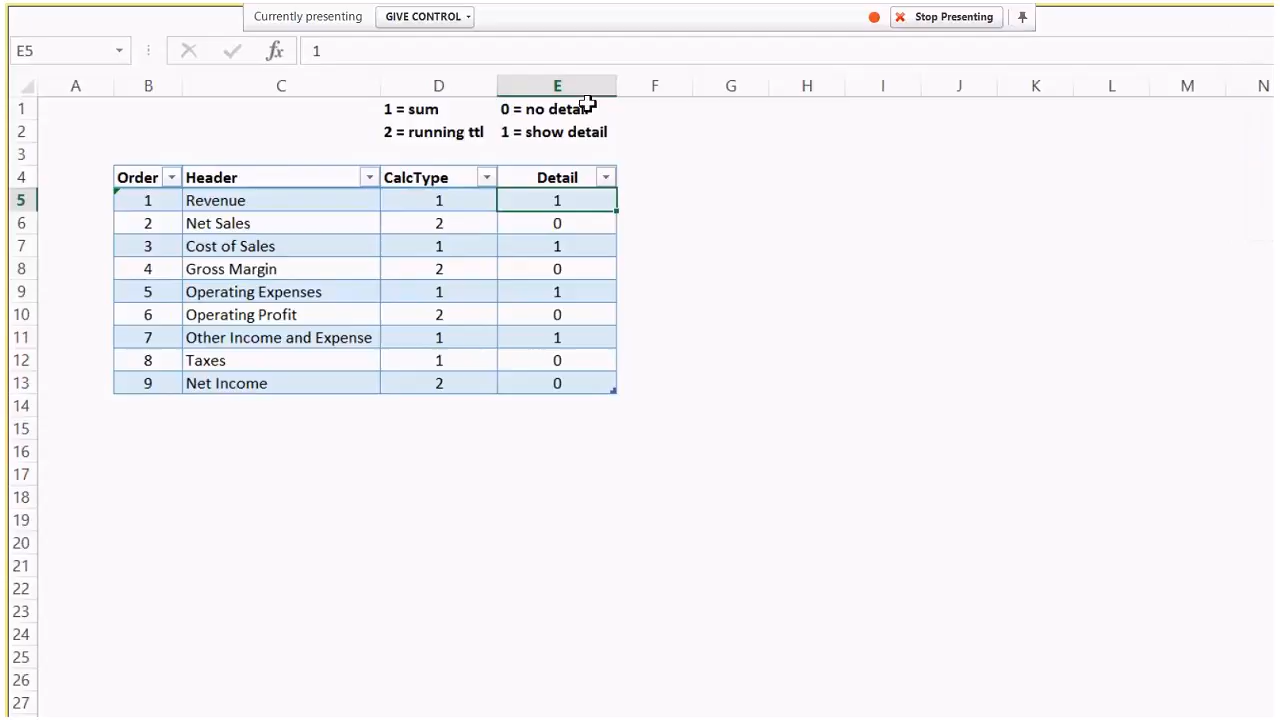 Currently presenting GIVE CONTROL Stop Presenting
E5 fx 1
A B C D E F G H I J K L M N
1 1 = sum 0 = no detail
2 2 = running ttl 1 = show detail
3
4 Order Header CalcType Detail
5 1 Revenue 1 1
6 2 Net Sales 2 0
7 3 Cost of Sales 1 1
8 4 Gross Margin 2 0
9 5 Operating Expenses 1 1
10 6 Operating Profit 2 0
11 7 Other Income and Expense 1 1
12 8 Taxes 1 0
13 9 Net Income 2 0
14
15
16
17
18
19
20
21
22
23
24
25
26
27